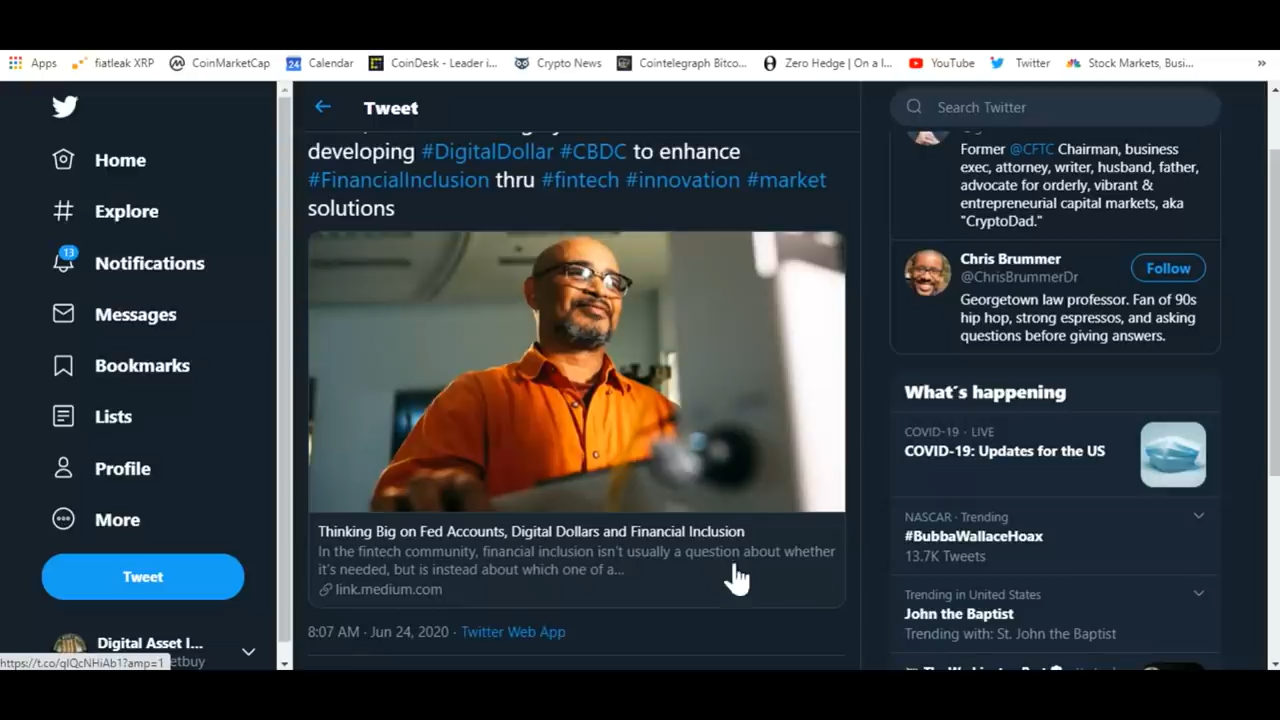 Apps
fiatleak XRP
CoinMarketCap
24
Calendar
CoinDesk - Leader i...
Crypto News
Cointelegraph Bitco...
Zero Hedge | On a l...
YouTube
Twitter
Stock Markets, Busi...
»
Home
Explore
13
Notifications
Messages
Bookmarks
Lists
Profile
More
Tweet
Digital Asset I...
etbuy
https://t.co/qIQcNHiAb1?amp=1
Tweet
developing #DigitalDollar #CBDC to enhance
#FinancialInclusion thru #fintech #innovation #market
solutions
Thinking Big on Fed Accounts, Digital Dollars and Financial Inclusion
In the fintech community, financial inclusion isn't usually a question about whether
it's needed, but is instead about which one of a...
link.medium.com
8:07 AM · Jun 24, 2020 · Twitter Web App
Search Twitter
Former @CFTC Chairman, business
exec, attorney, writer, husband, father,
advocate for orderly, vibrant &
entrepreneurial capital markets, aka
"CryptoDad."
Chris Brummer
@ChrisBrummerDr
Follow
Georgetown law professor. Fan of 90s
hip hop, strong espressos, and asking
questions before giving answers.
What's happening
COVID-19 · LIVE
COVID-19: Updates for the US
NASCAR · Trending
#BubbaWallaceHoax
13.7K Tweets
Trending in United States
John the Baptist
Trending with: St. John the Baptist